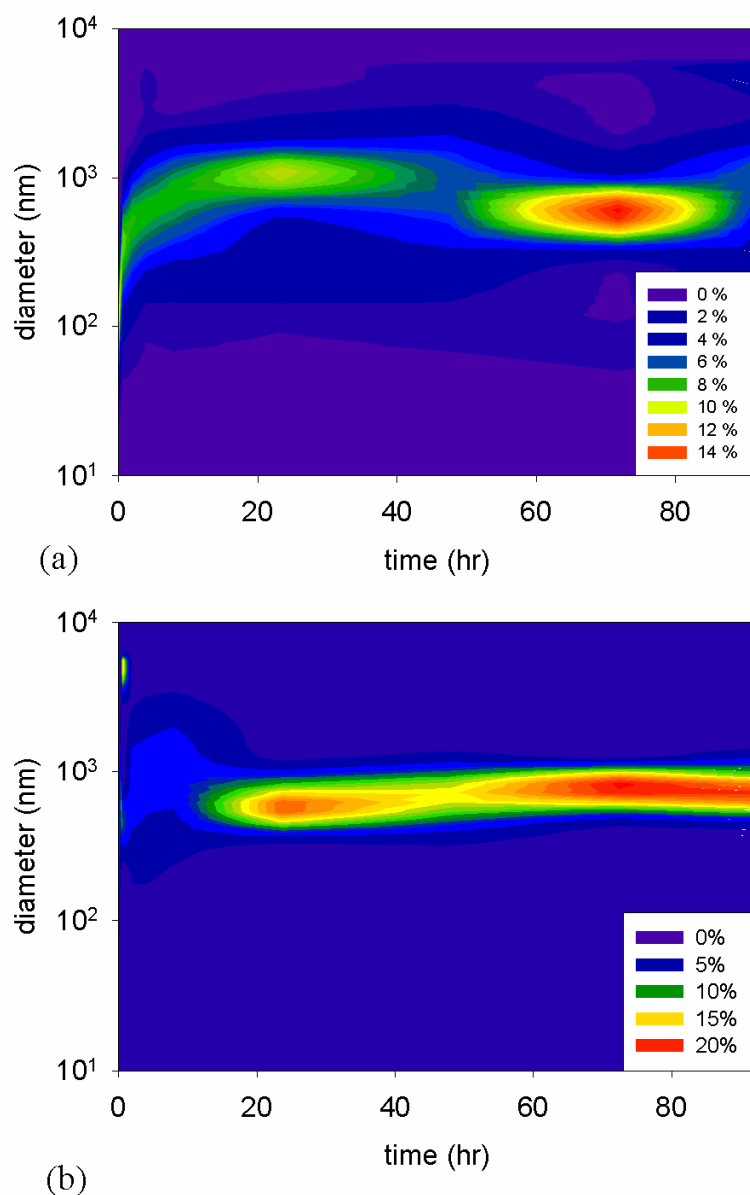 10⁴
10³
10²
10¹
diameter (nm)
0 %
2 %
4 %
6 %
8 %
10 %
12 %
14 %
0 20 40 60 80
time (hr)
(a)
10⁴
10³
10²
10¹
diameter (nm)
0%
5%
10%
15%
20%
0 20 40 60 80
time (hr)
(b)